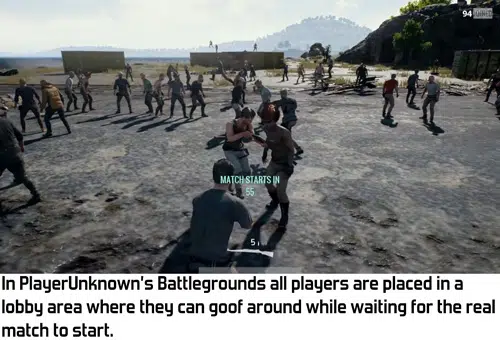 94 JOINED
MATCH STARTS IN
55
5
In PlayerUnknown's Battlegrounds all players are placed in a
lobby area where they can goof around while waiting for the real
match to start.